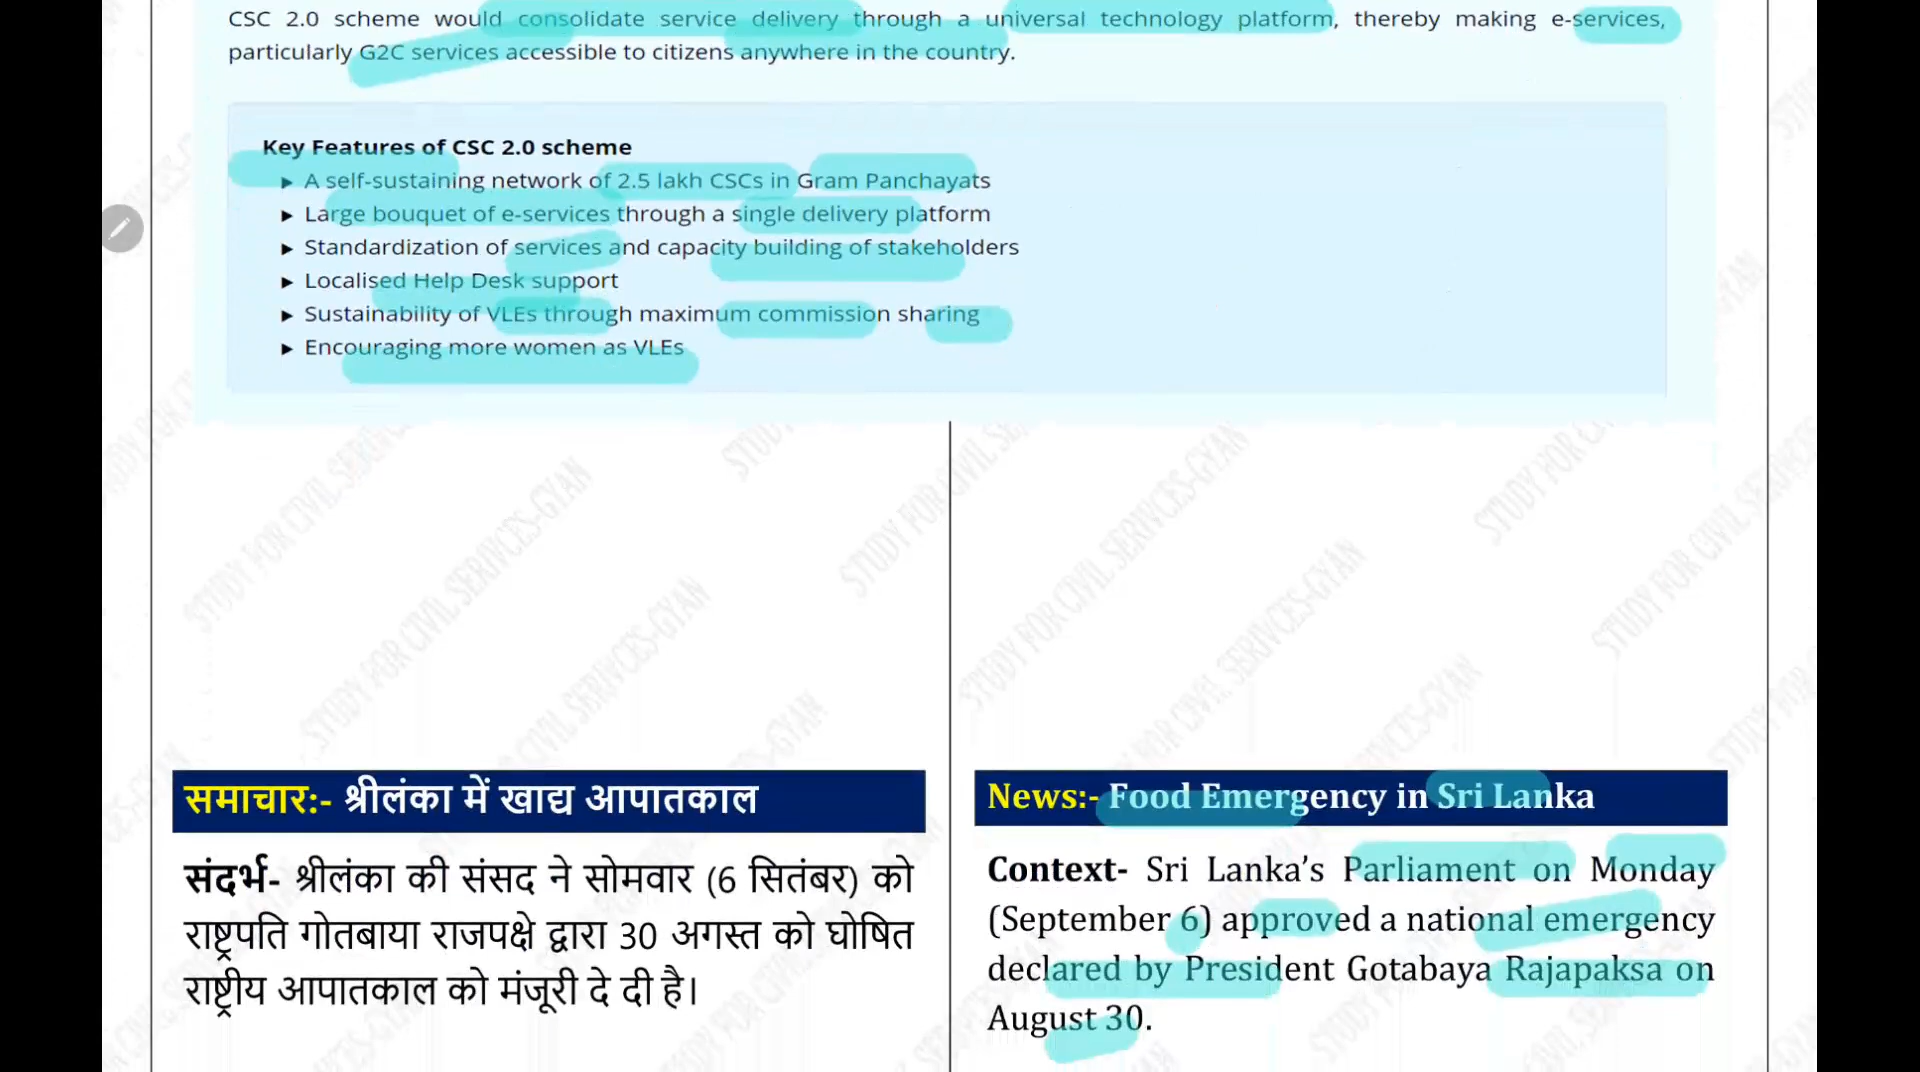 CSC 2.0 scheme would consolidate service delivery through a universal technology platform, thereby making e-services,
particularly G2C services accessible to citizens anywhere in the country.
Key Features of CSC 2.0 scheme
► A self-sustaining network of 2.5 lakh CSCs in Gram Panchayats
► Large bouquet of e-services through a single delivery platform
► Standardization of services and capacity building of stakeholders
► Localised Help Desk support
► Sustainability of VLEs through maximum commission sharing
► Encouraging more women as VLEs
STUDY FOR CIVIL SERIVCES-GYAN
समाचार:- श्रीलंका में खाद्य आपातकाल
संदर्भ- श्रीलंका की संसद ने सोमवार (6 सितंबर) को
राष्ट्रपति गोतबाया राजपक्षे द्वारा 30 अगस्त को घोषित
राष्ट्रीय आपातकाल को मंजूरी दे दी है।
News:- Food Emergency in Sri Lanka
Context- Sri Lanka’s Parliament on Monday
(September 6) approved a national emergency
declared by President Gotabaya Rajapaksa on
August 30.